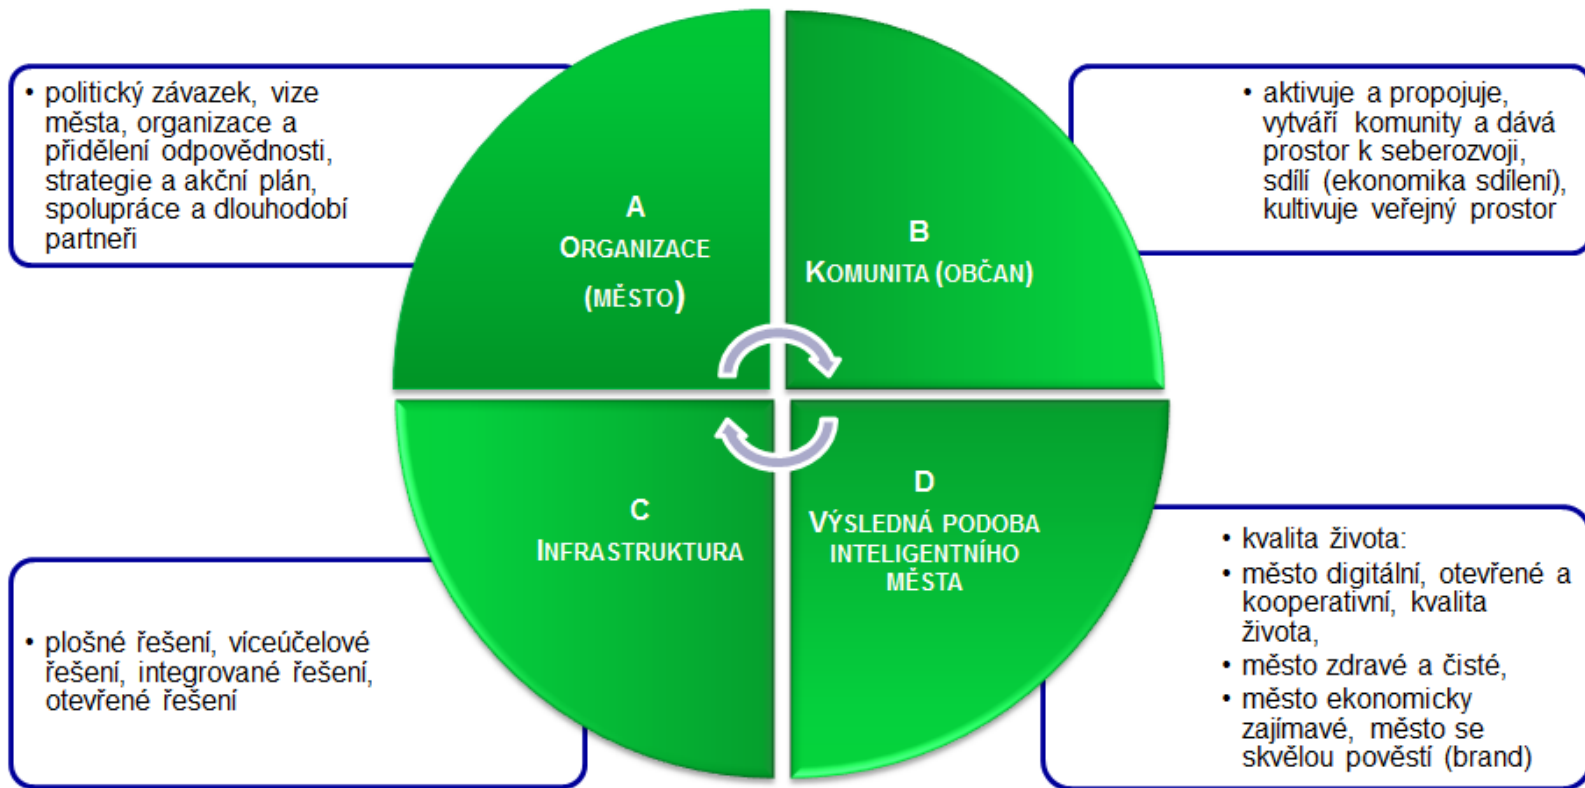 • politický závazek, vize
města, organizace a
přidělení odpovědnosti,
strategie a akční plán,
spolupráce a dlouhodobí
partneři
A
ORGANIZACE
(MĚSTO)
B
KOMUNITA (OBČAN)
• aktivuje a propojuje,
vytváří komunity a dává
prostor k seberozvoji,
sdílí (ekonomika sdílení),
kultivuje veřejný prostor
• plošné řešení, víceúčelové
řešení, integrované řešení,
otevřené řešení
C
INFRASTRUKTURA
D
VÝSLEDNÁ PODOBA
INTELIGENTNÍHO
MĚSTA
• kvalita života:
• město digitální, otevřené a
kooperativní, kvalita
života,
• město zdravé a čisté,
• město ekonomicky
zajímavé, město se
skvělou pověstí (brand)